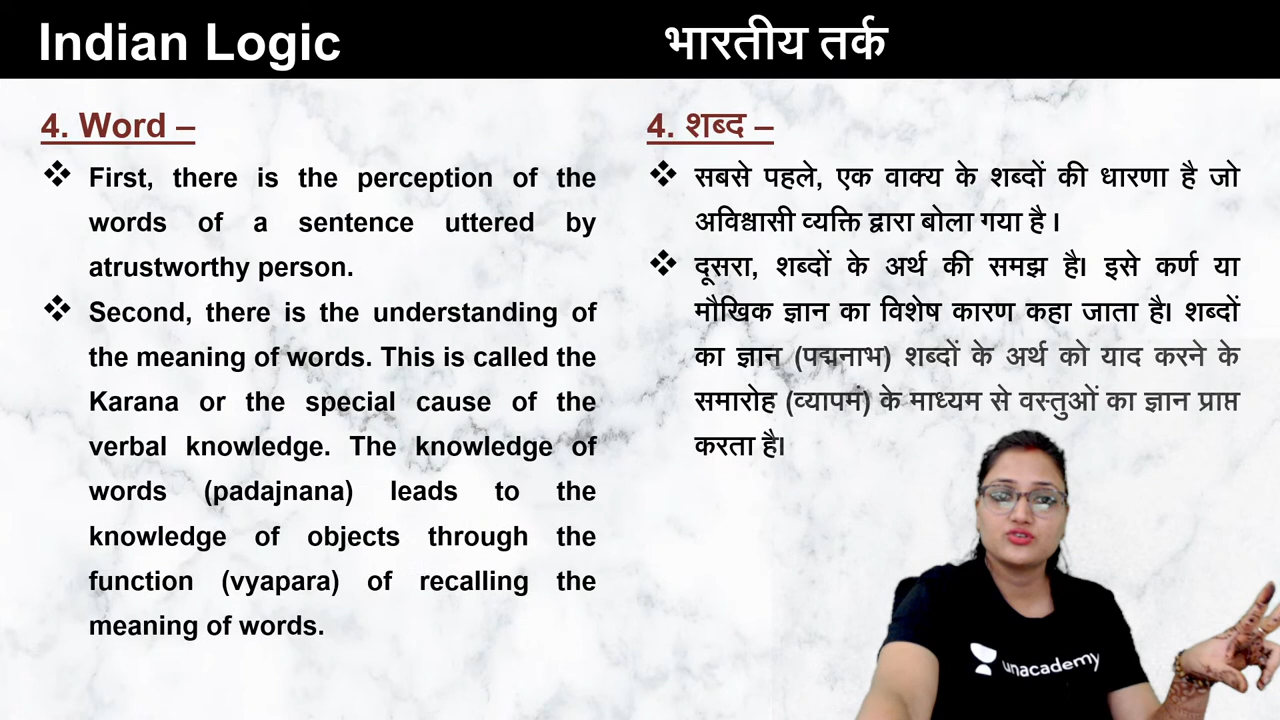 Indian Logic
भारतीय तर्क
4. Word –
❖ First, there is the perception of the
words of a sentence uttered by
atrustworthy person.
❖ Second, there is the understanding of
the meaning of words. This is called the
Karana or the special cause of the
verbal knowledge. The knowledge of
words (padajnana) leads to the
knowledge of objects through the
function (vyapara) of recalling the
meaning of words.
4. शब्द –
❖ सबसे पहले, एक वाक्य के शब्दों की धारणा है जो
अविश्वासी व्यक्ति द्वारा बोला गया है ।
❖ दूसरा, शब्दों के अर्थ की समझ है। इसे कर्ण या
मौखिक ज्ञान का विशेष कारण कहा जाता है। शब्दों
का ज्ञान (पद्मनाभ) शब्दों के अर्थ को याद करने के
समारोह (व्यापमं) के माध्यम से वस्तुओं का ज्ञान प्राप्त
करता है।
unacademy